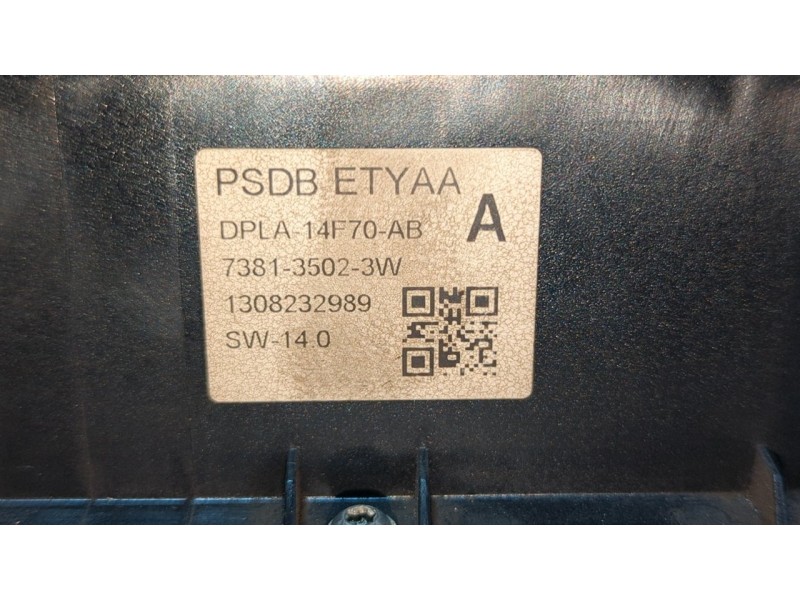 PSDB ETYAA
A
DPLA-14F70-AB
7381-3502-3W
1308232989
SW-14.0